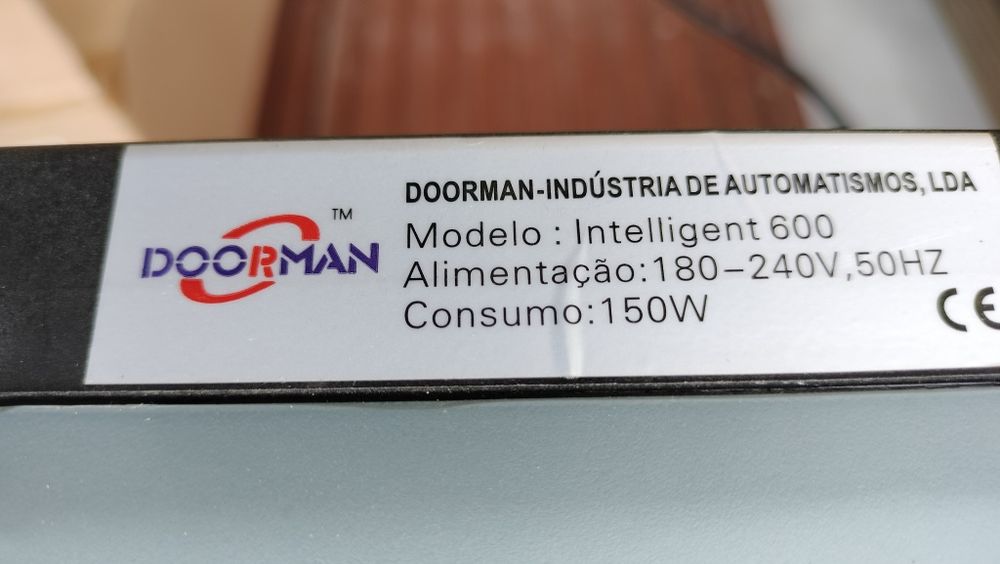 DOORMAN™
DOORMAN-INDÚSTRIA DE AUTOMATISMOS, LDA
Modelo : Intelligent 600
Alimentação:180-240V,50HZ
Consumo:150W
CE